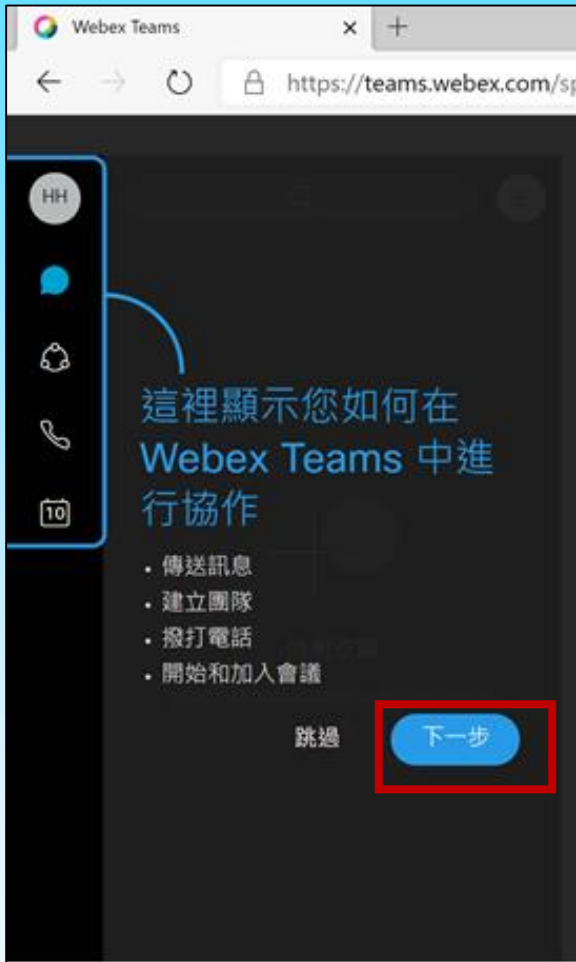 Webex Teams
https://teams.webex.com/sp
HH
這裡顯示您如何在
Webex Teams 中進
行協作
10
• 傳送訊息
• 建立團隊
• 撥打電話
• 開始和加入會議
跳過
下一步